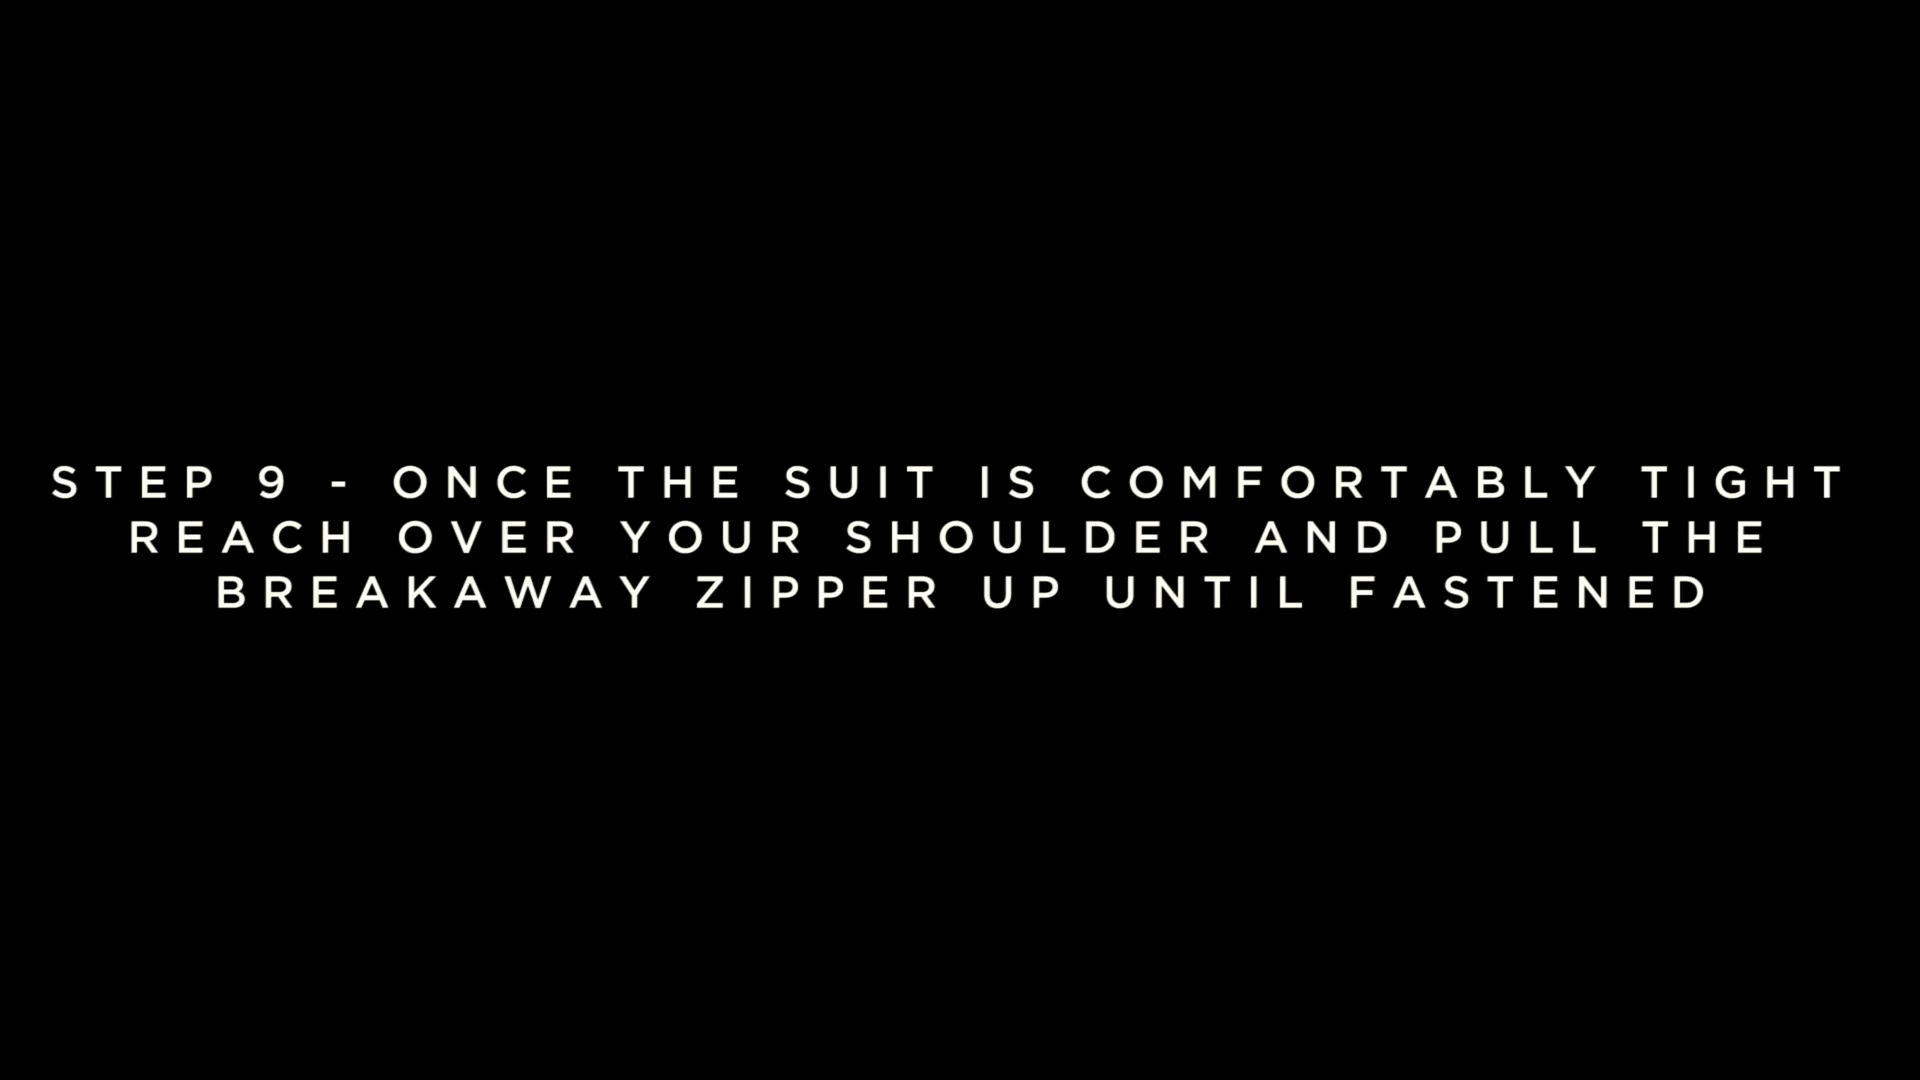 STEP 9 - ONCE THE SUIT IS COMFORTABLY TIGHT
REACH OVER YOUR SHOULDER AND PULL THE
BREAKAWAY ZIPPER UP UNTIL FASTENED